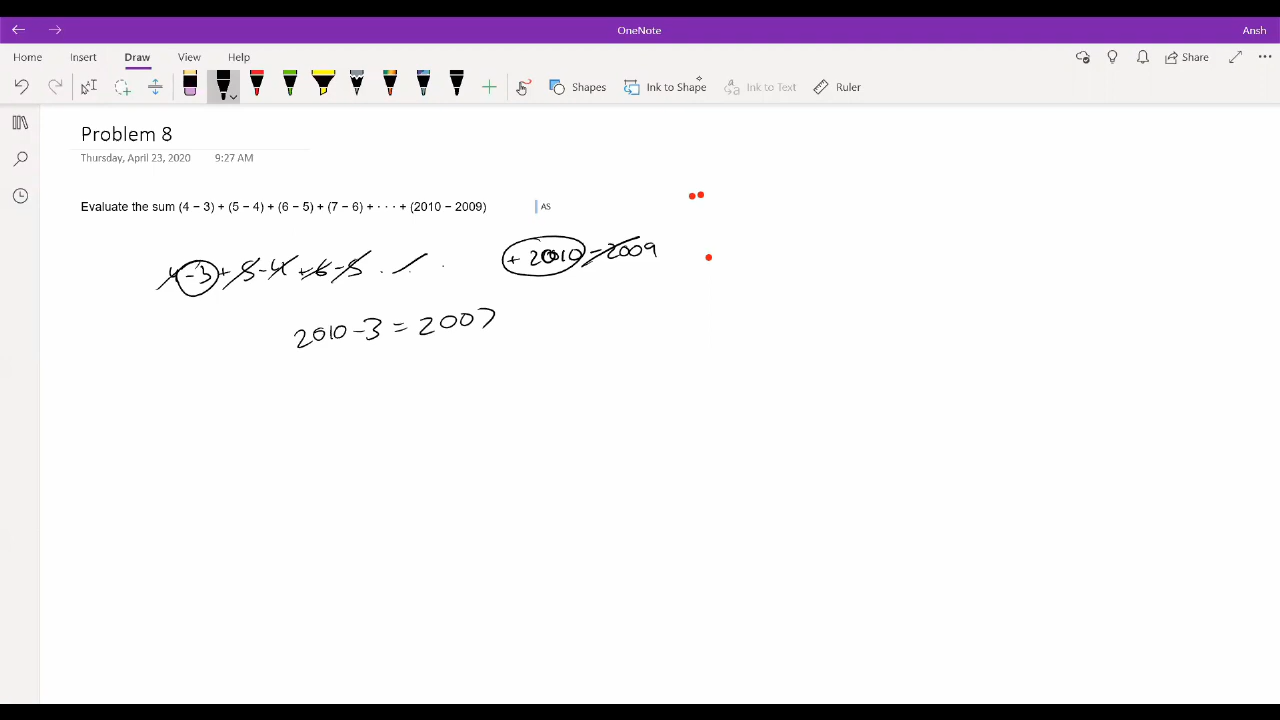 OneNote
Ansh
Home Insert Draw View Help
Share
Shapes Ink to Shape Ink to Text Ruler
Problem 8
Thursday, April 23, 2020 9:27 AM
Evaluate the sum (4 − 3) + (5 − 4) + (6 − 5) + (7 − 6) + · · · + (2010 − 2009) AS
4 - 3 + 5 - 4 + 6 - 5 . . . + 2010 - 2009
2010 - 3 = 2007